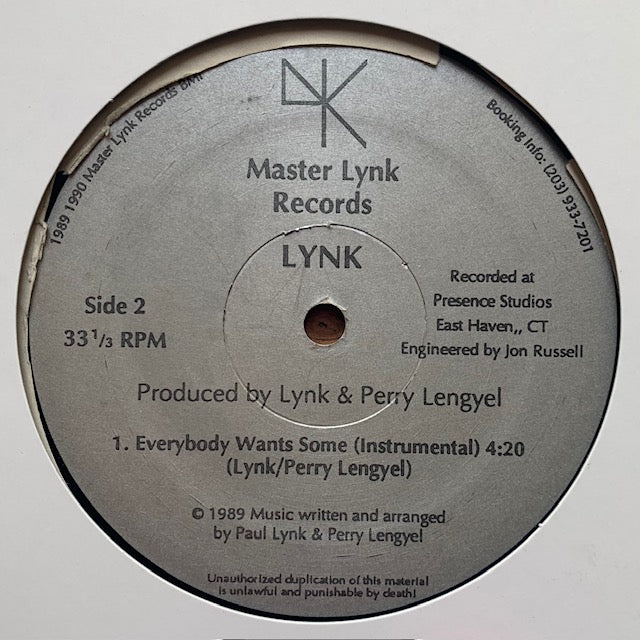 1989 1990 Master Lynk Records BMI
Booking Info: (203) 933-7201
Master Lynk
Records
LYNK
Side 2
33 1/3 RPM
Recorded at
Presence Studios
East Haven,, CT
Engineered by Jon Russell
Produced by Lynk & Perry Lengyel
1. Everybody Wants Some (Instrumental) 4:20
(Lynk/Perry Lengyel)
© 1989 Music written and arranged
by Paul Lynk & Perry Lengyel
Unauthorized duplication of this material
is unlawful and punishable by death!